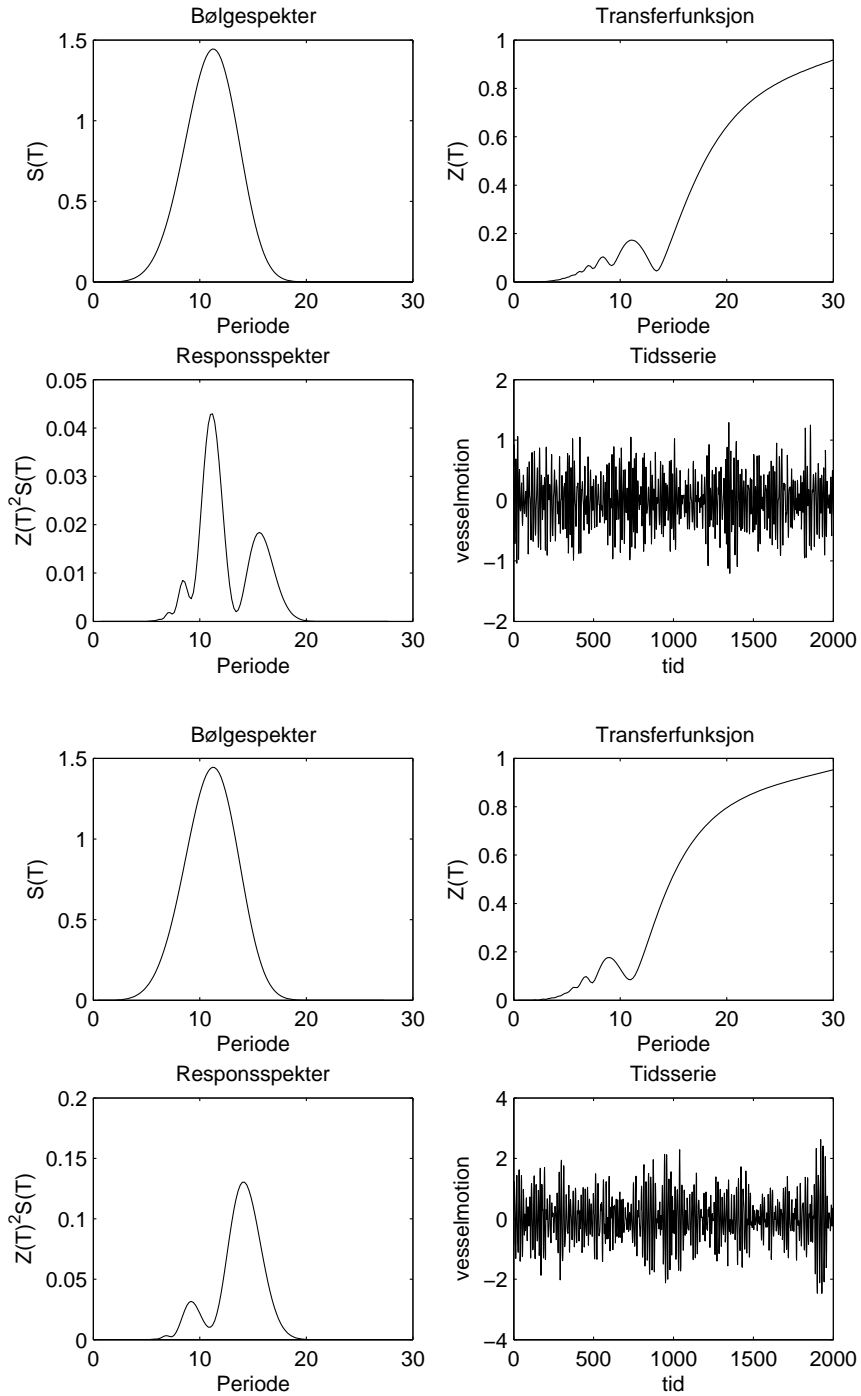 Bølgespekter
1.5
1
0.5
0
S(T)
0 10 20 30
Periode
Transferfunksjon
1
0.8
0.6
0.4
0.2
0
Z(T)
0 10 20 30
Periode
Responsspekter
0.05
0.04
0.03
0.02
0.01
0
Z(T)²S(T)
0 10 20 30
Periode
Tidsserie
2
1
0
−1
−2
vesselmotion
0 500 1000 1500 2000
tid
Bølgespekter
1.5
1
0.5
0
S(T)
0 10 20 30
Periode
Transferfunksjon
1
0.8
0.6
0.4
0.2
0
Z(T)
0 10 20 30
Periode
Responsspekter
0.2
0.15
0.1
0.05
0
Z(T)²S(T)
0 10 20 30
Periode
Tidsserie
4
2
0
−2
−4
vesselmotion
0 500 1000 1500 2000
tid